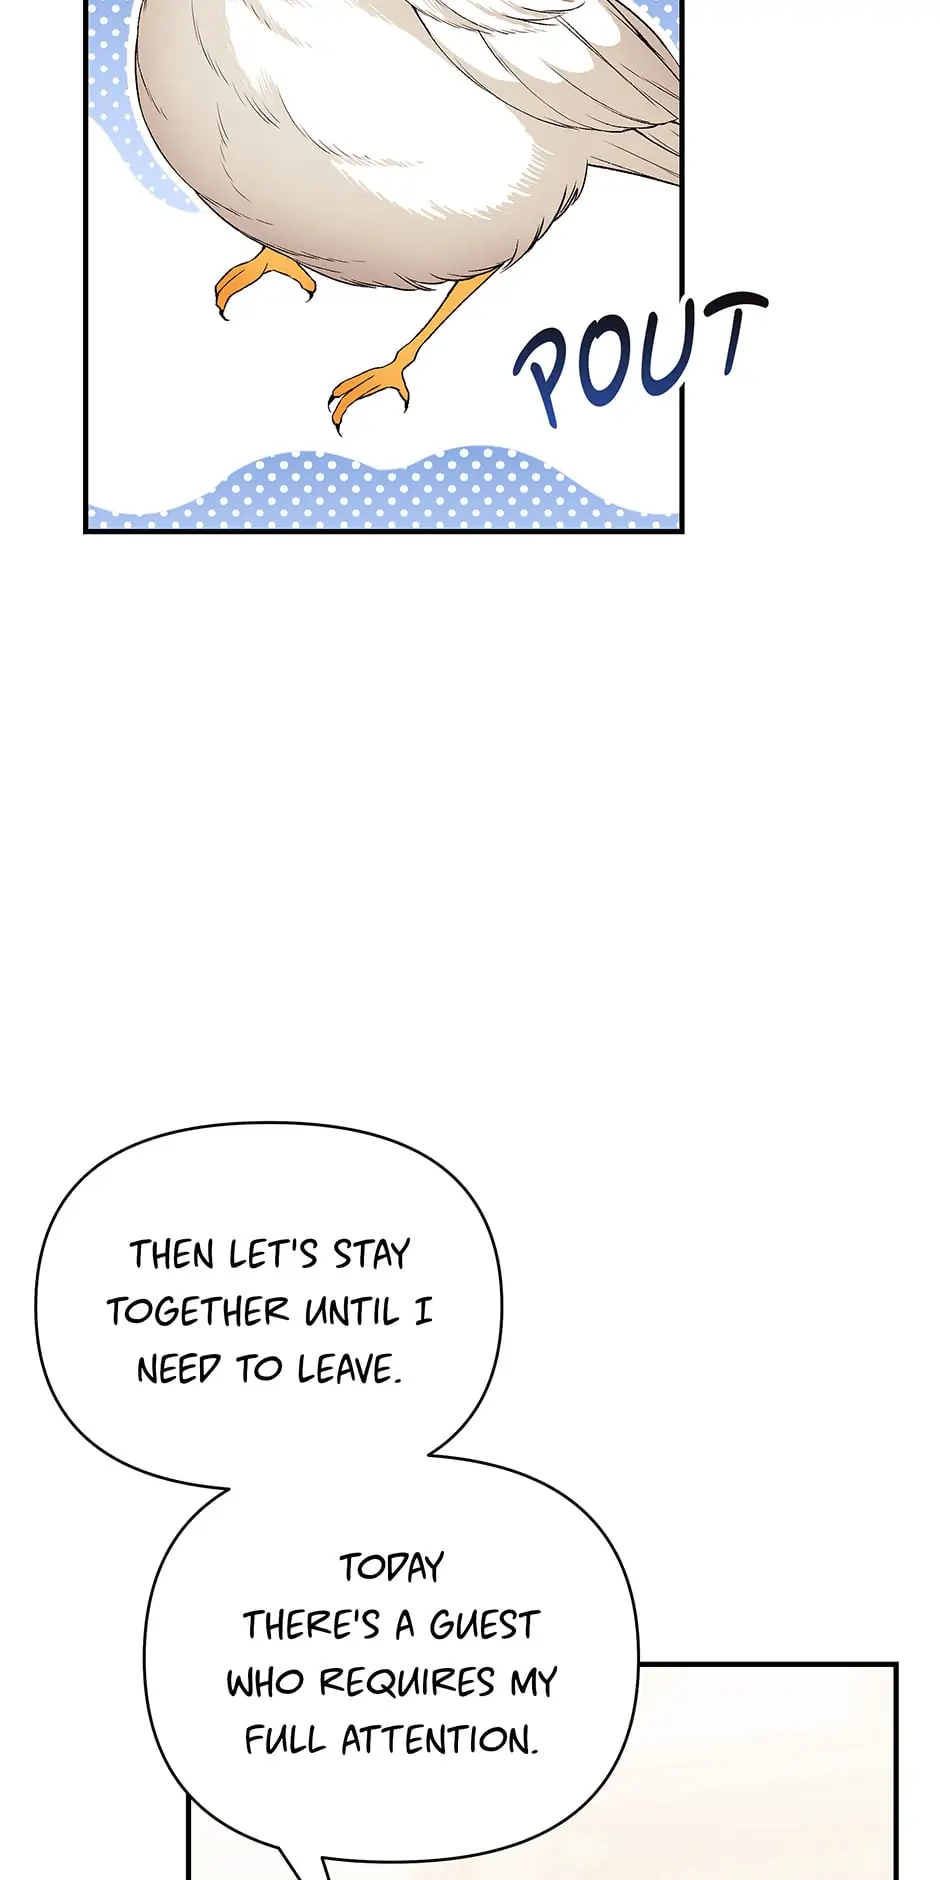 POUT
THEN LET'S STAY
TOGETHER UNTIL I
NEED TO LEAVE.
TODAY
THERE'S A GUEST
WHO REQUIRES MY
FULL ATTENTION.